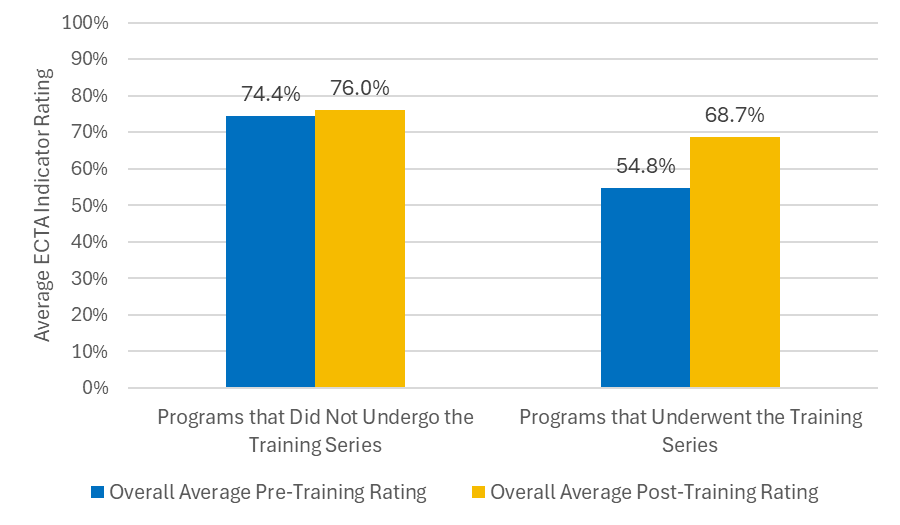 100%
90%
80%
70%
60%
50%
40%
30%
20%
10%
0%
Average ECTA Indicator Rating
74.4%
76.0%
54.8%
68.7%
Programs that Did Not Undergo the
Training Series
Programs that Underwent the Training
Series
Overall Average Pre-Training Rating
Overall Average Post-Training Rating